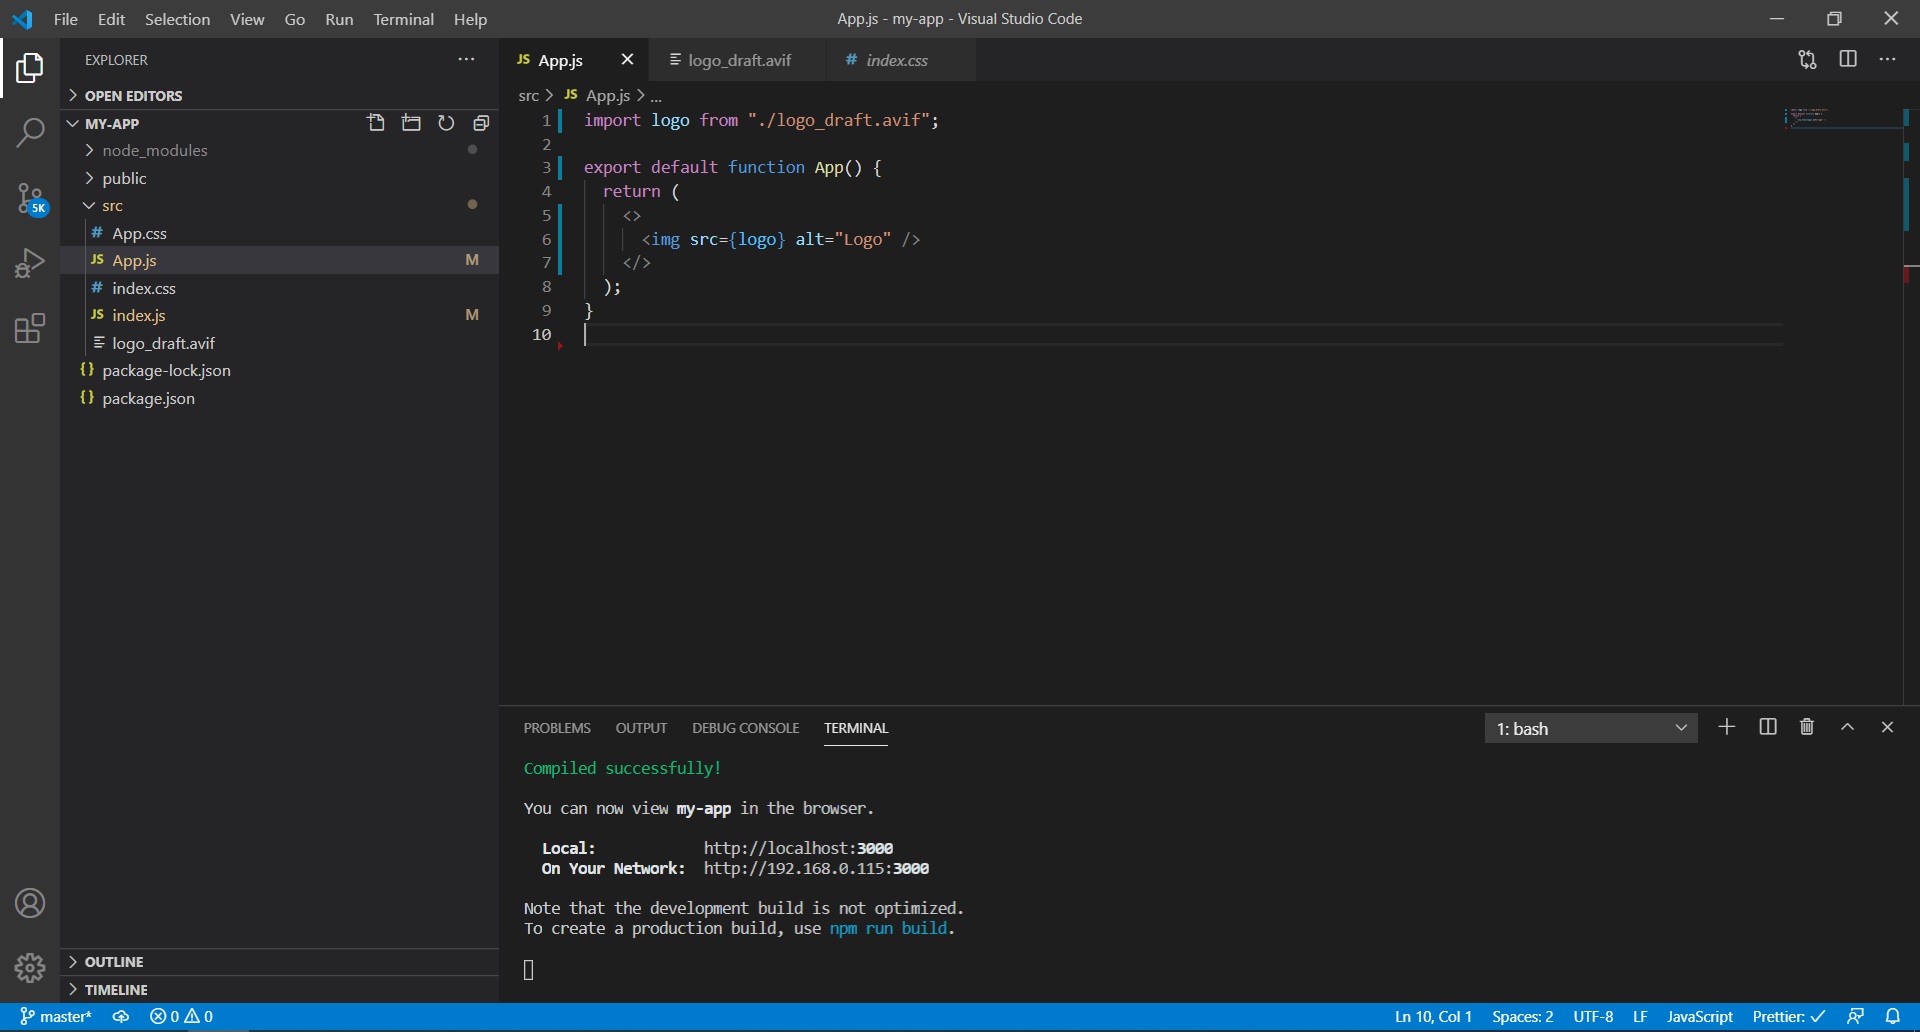 File Edit Selection View Go Run Terminal Help
App.js - my-app - Visual Studio Code
EXPLORER
OPEN EDITORS
MY-APP
node_modules
public
src
# App.css
JS App.js M
# index.css
JS index.js M
logo_draft.avif
{} package-lock.json
{} package.json
OUTLINE
TIMELINE
5K
JS App.js
logo_draft.avif
# index.css
src > JS App.js > ...
1 import logo from "./logo_draft.avif";
2
3 export default function App() {
4 return (
5 <>
6 <img src={logo} alt="Logo" />
7 </>
8 );
9 }
10
PROBLEMS OUTPUT DEBUG CONSOLE TERMINAL
1: bash
Compiled successfully!
You can now view my-app in the browser.
Local: http://localhost:3000
On Your Network: http://192.168.0.115:3000
Note that the development build is not optimized.
To create a production build, use npm run build.
master* 0 0
Ln 10, Col 1 Spaces: 2 UTF-8 LF JavaScript Prettier: ✓